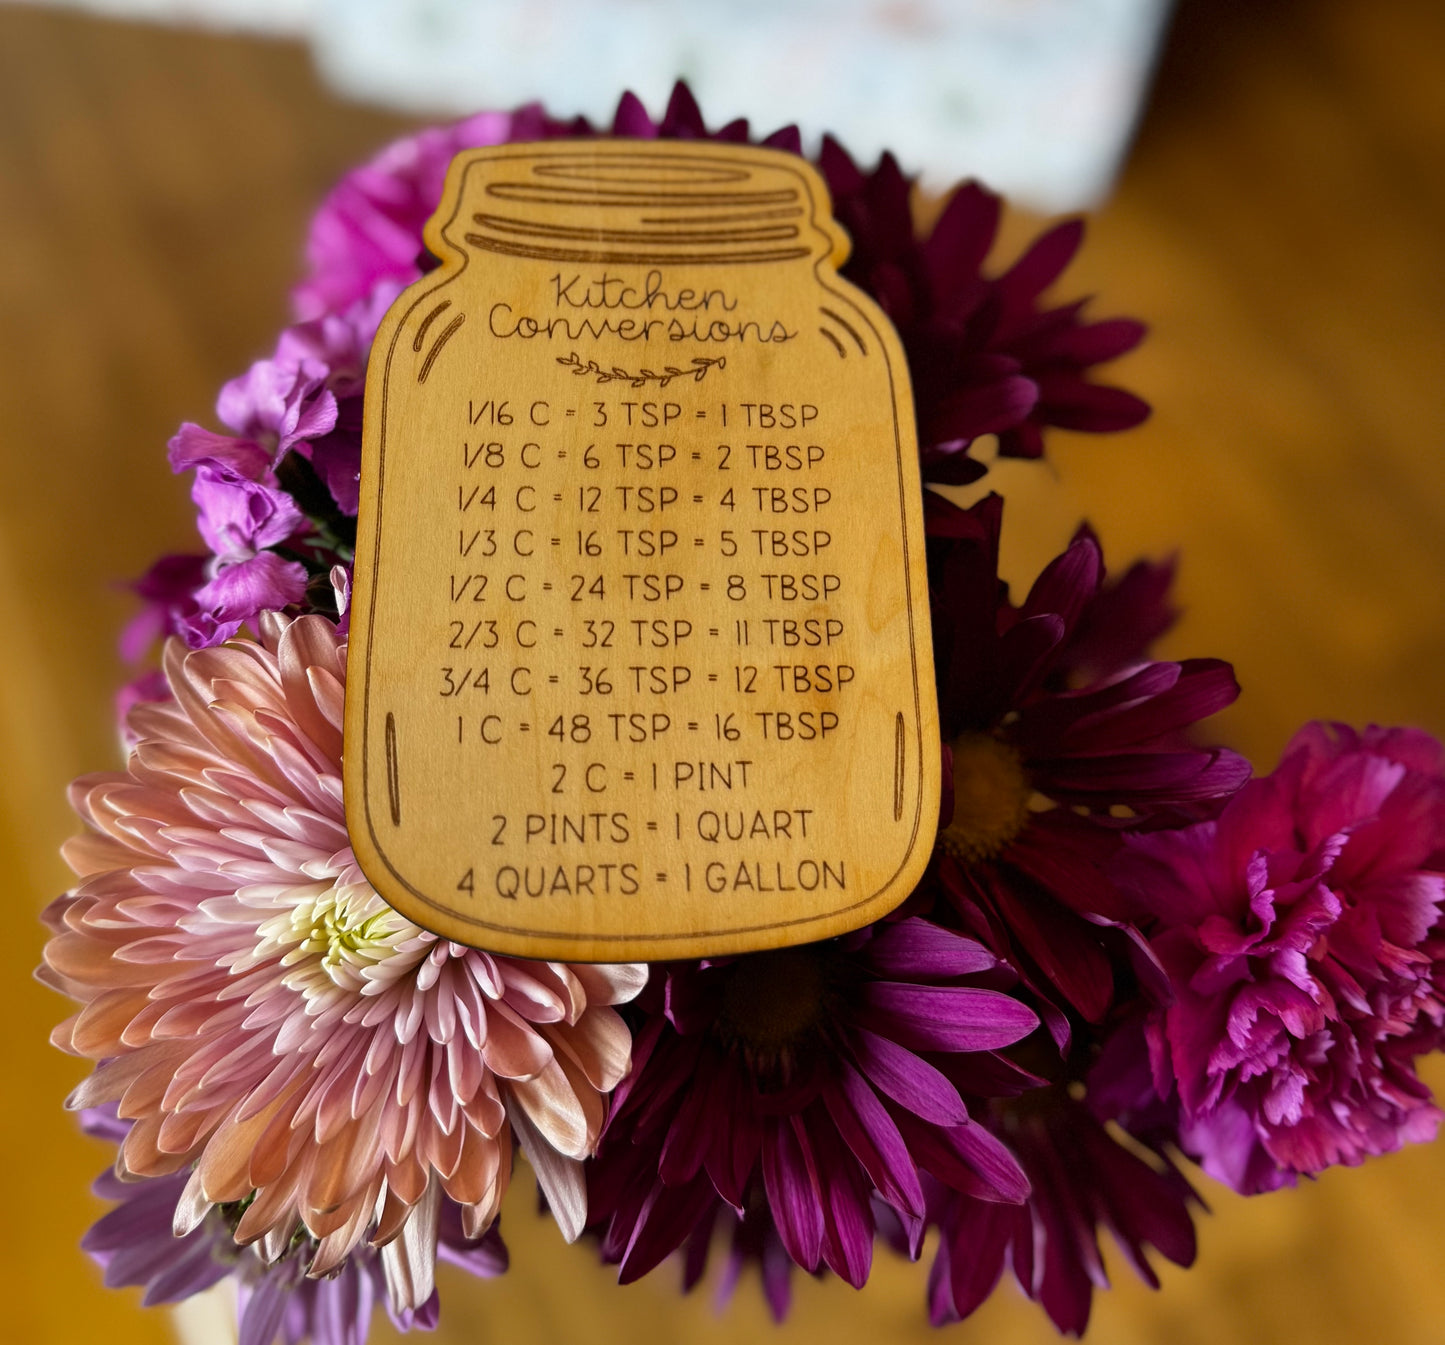 Kitchen
Conversions
1/16 C = 3 TSP = 1 TBSP
1/8 C = 6 TSP = 2 TBSP
1/4 C = 12 TSP = 4 TBSP
1/3 C = 16 TSP = 5 TBSP
1/2 C = 24 TSP = 8 TBSP
2/3 C = 32 TSP = 11 TBSP
3/4 C = 36 TSP = 12 TBSP
1 C = 48 TSP = 16 TBSP
2 C = 1 PINT
2 PINTS = 1 QUART
4 QUARTS = 1 GALLON